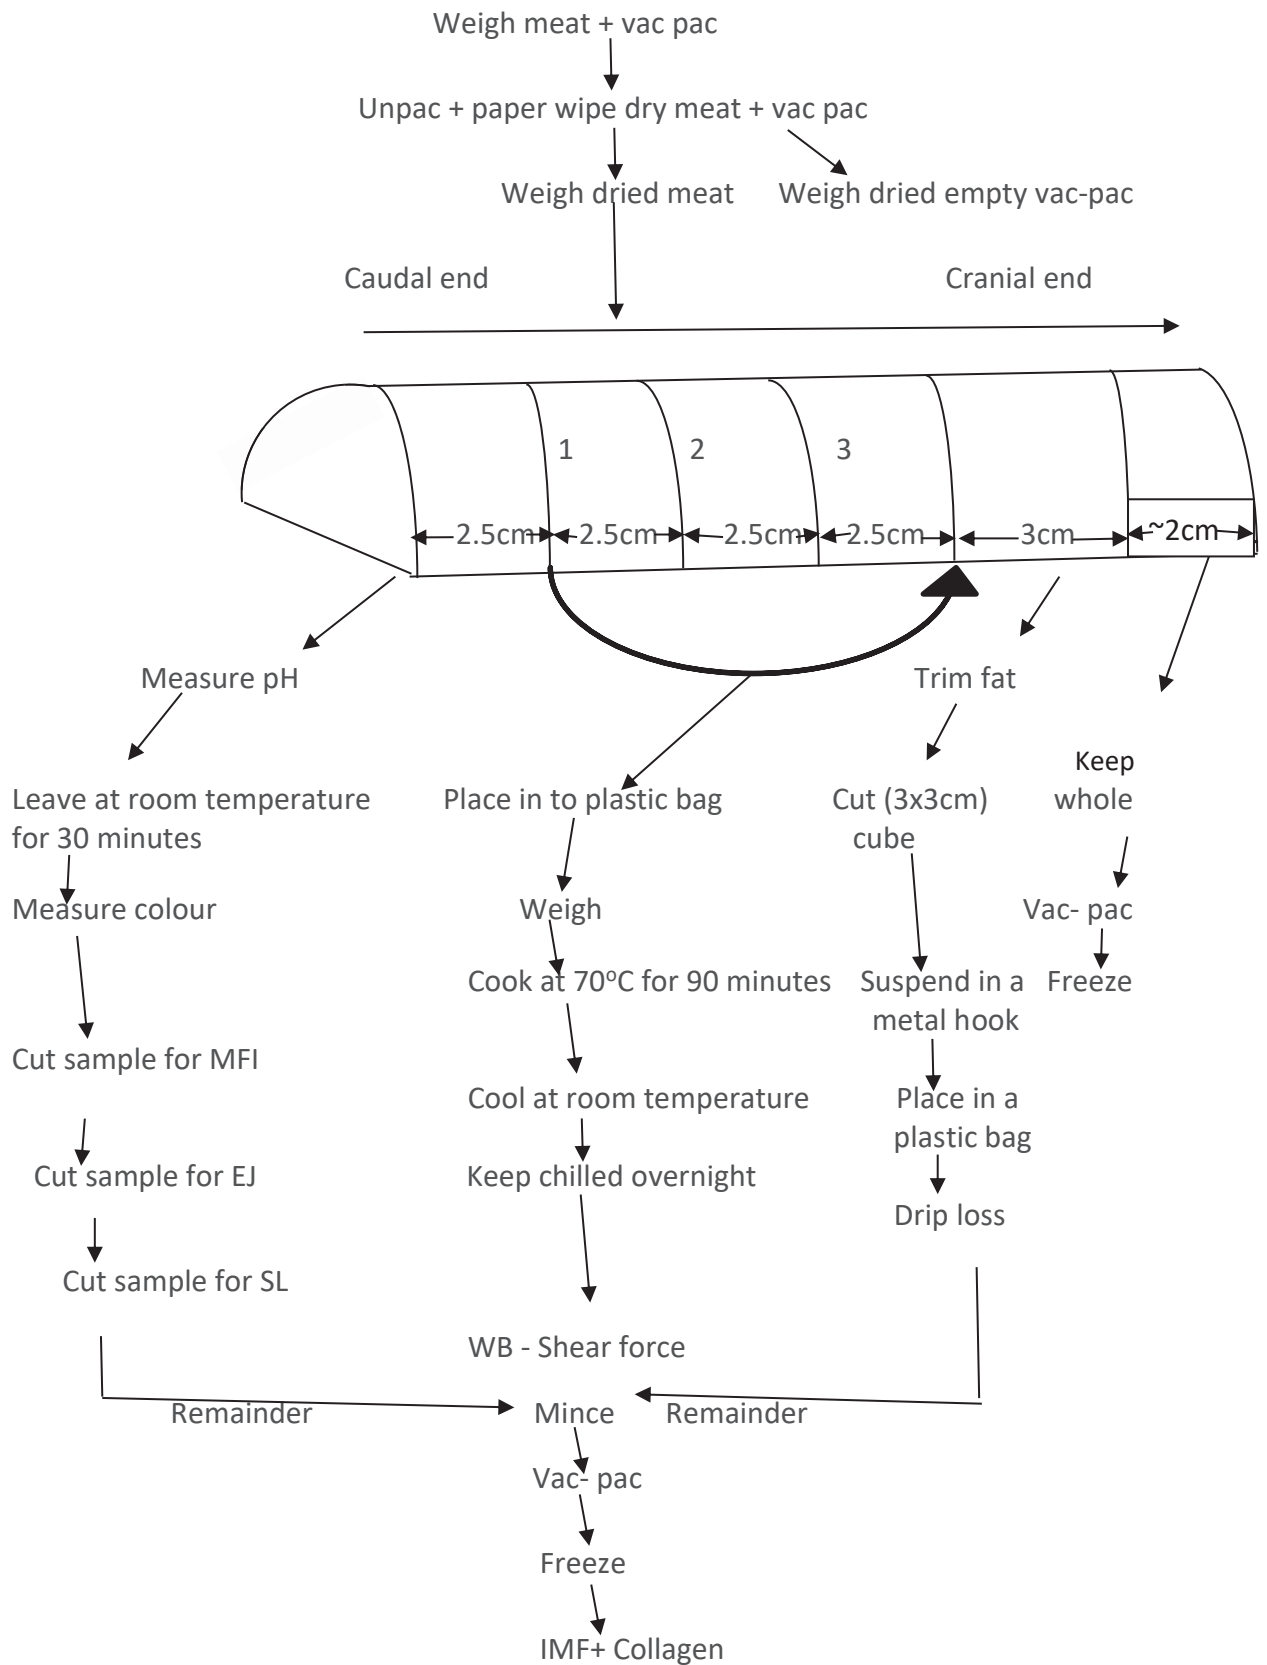 Weigh meat + vac pac
Unpac + paper wipe dry meat + vac pac
Weigh dried meat
Weigh dried empty vac-pac
Caudal end
Cranial end
1
2
3
2.5cm
2.5cm
2.5cm
2.5cm
3cm
~2cm
Measure pH
Leave at room temperature
for 30 minutes
Measure colour
Cut sample for MFI
Cut sample for EJ
Cut sample for SL
Remainder
Place in to plastic bag
Weigh
Cook at 70°C for 90 minutes
Cool at room temperature
Keep chilled overnight
WB - Shear force
Trim fat
Cut (3x3cm)
cube
Suspend in a
metal hook
Place in a
plastic bag
Drip loss
Remainder
Keep
whole
Vac- pac
Freeze
Mince
Vac- pac
Freeze
IMF+ Collagen